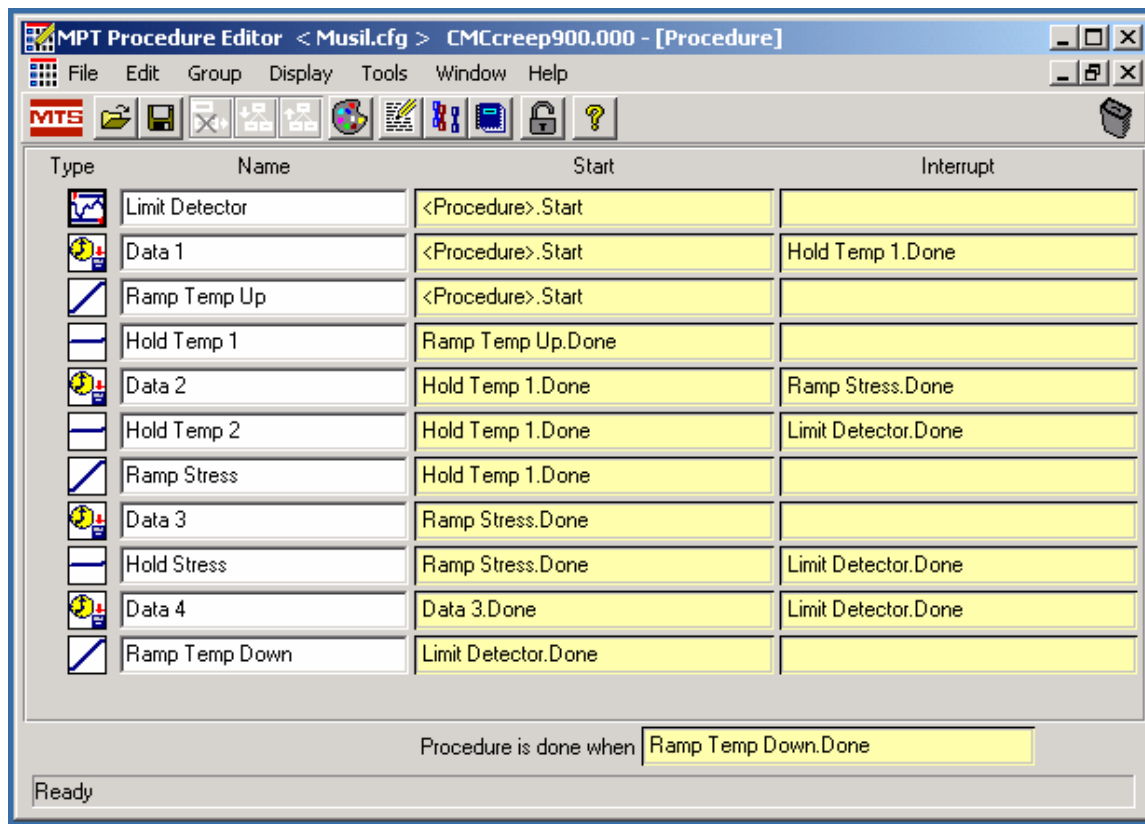 MPT Procedure Editor < Musil.cfg > CMCcreep900.000 - [Procedure]
File Edit Group Display Tools Window Help
MTS
Type Name Start Interrupt
Limit Detector <Procedure>.Start
Data 1 <Procedure>.Start Hold Temp 1.Done
Ramp Temp Up <Procedure>.Start
Hold Temp 1 Ramp Temp Up.Done
Data 2 Hold Temp 1.Done Ramp Stress.Done
Hold Temp 2 Hold Temp 1.Done Limit Detector.Done
Ramp Stress Hold Temp 1.Done
Data 3 Ramp Stress.Done
Hold Stress Ramp Stress.Done Limit Detector.Done
Data 4 Data 3.Done Limit Detector.Done
Ramp Temp Down Limit Detector.Done
Procedure is done when Ramp Temp Down.Done
Ready